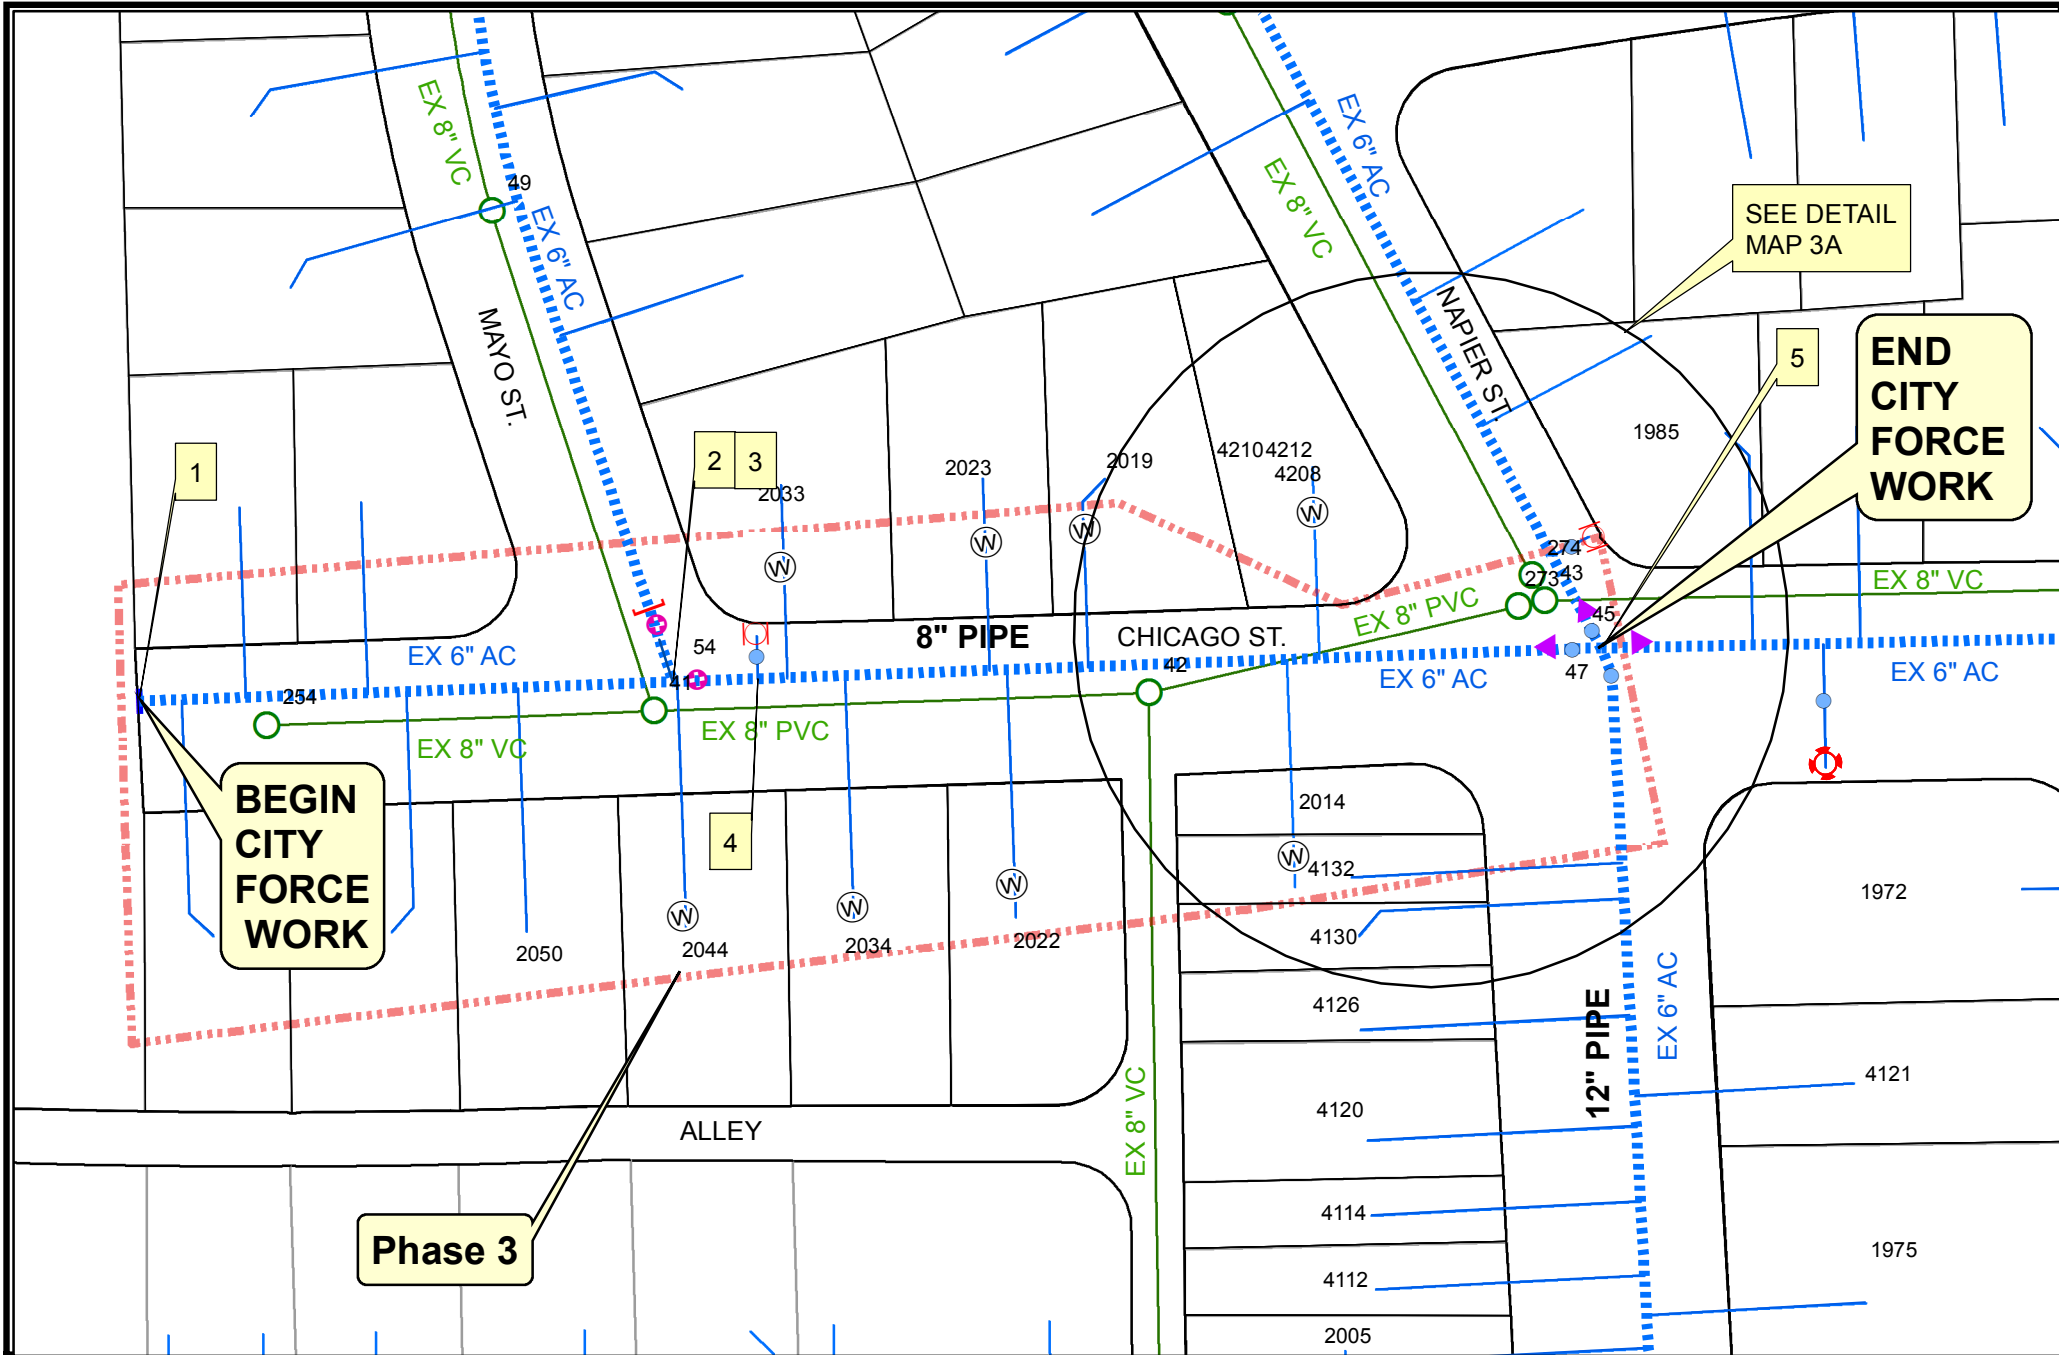 EX 8" VC
49
EX 6" AC
MAYO ST.
EX 6" AC
EX 8" VC
NAPIER ST.
SEE DETAIL
MAP 3A
5
END
CITY
FORCE
WORK
1
2
3
2033
2023
2019
4210
4212
4208
1985
W
W
W
W
274
43
273
45
47
EX 8" VC
EX 8" PVC
54
8" PIPE
CHICAGO ST.
42
EX 6" AC
41
254
EX 6" AC
EX 6" AC
EX 8" VC
EX 8" PVC
BEGIN
CITY
FORCE
WORK
4
2050
W
2044
W
2034
W
2022
2014
W
4132
4130
4126
4120
4114
4112
2005
1972
4121
1975
EX 6" AC
12" PIPE
EX 8" VC
ALLEY
Phase 3